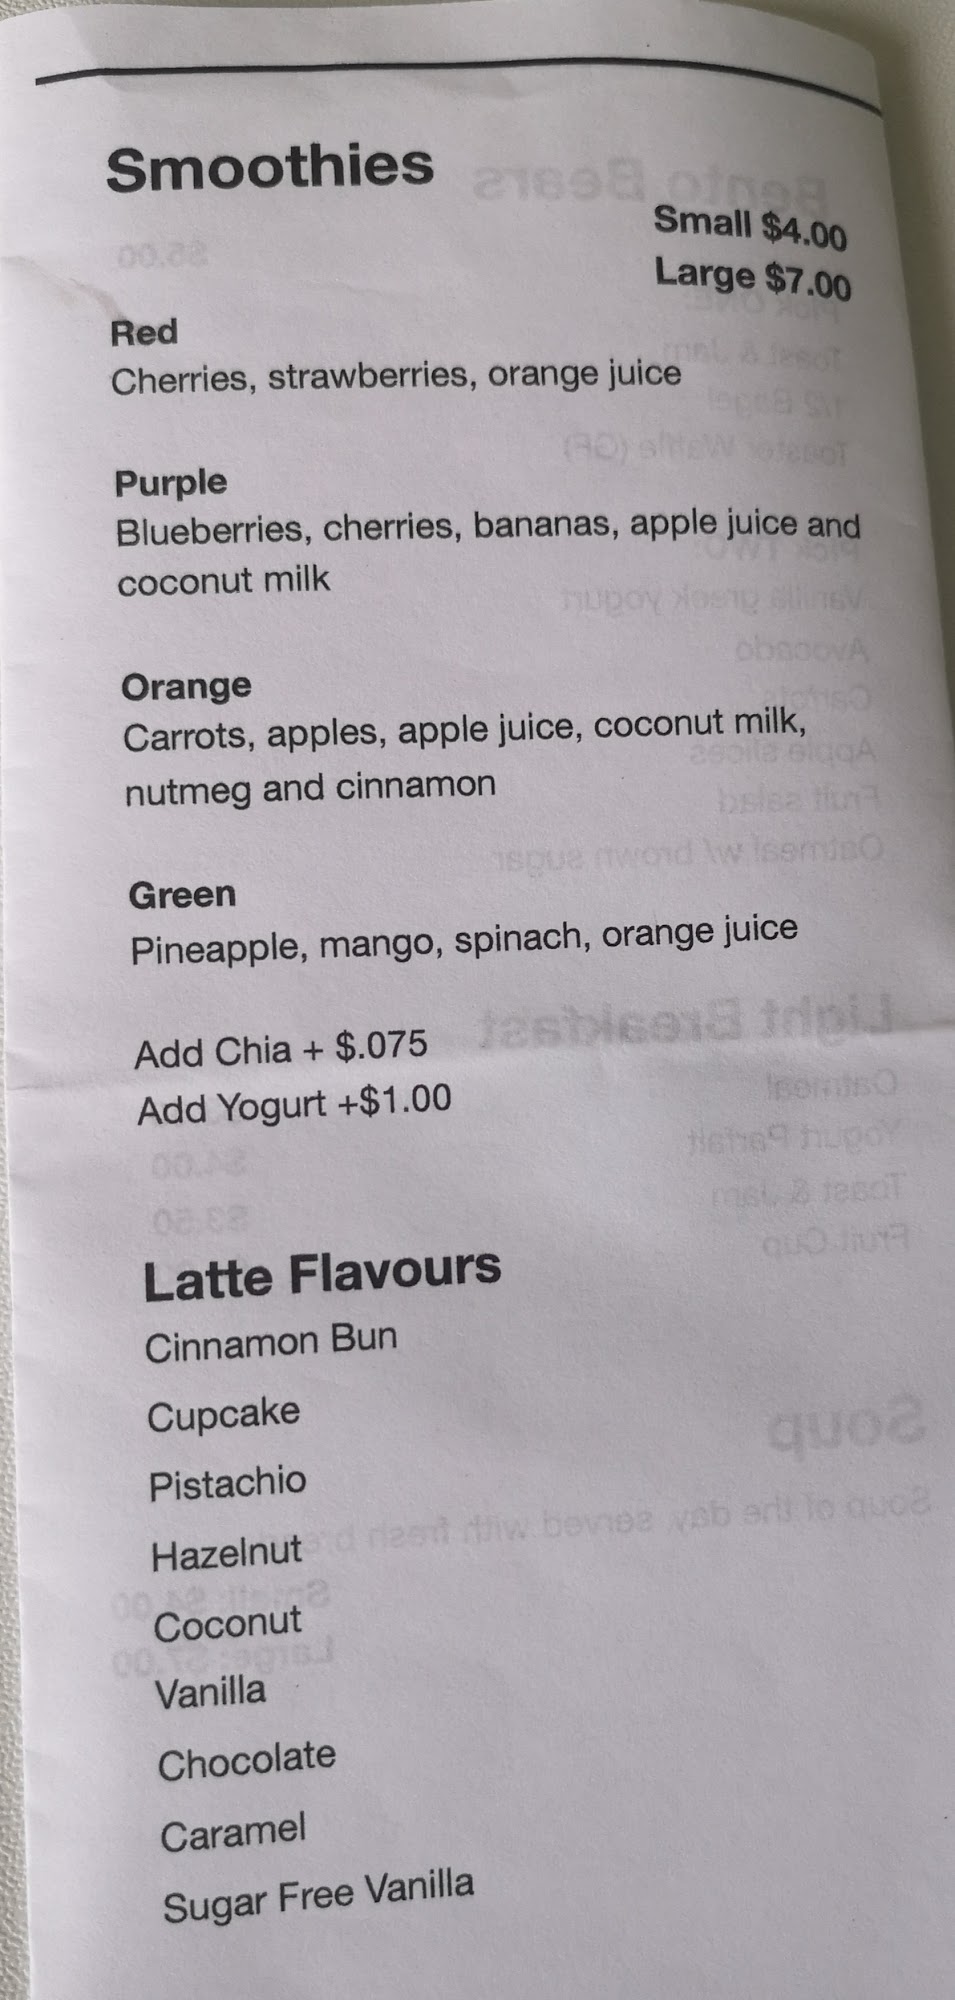 Smoothies
Small $4.00
Large $7.00
Red
Cherries, strawberries, orange juice
Purple
Blueberries, cherries, bananas, apple juice and
coconut milk
Orange
Carrots, apples, apple juice, coconut milk,
nutmeg and cinnamon
Green
Pineapple, mango, spinach, orange juice
Add Chia + $.075
Add Yogurt +$1.00
Latte Flavours
Cinnamon Bun
Cupcake
Pistachio
Hazelnut
Coconut
Vanilla
Chocolate
Caramel
Sugar Free Vanilla